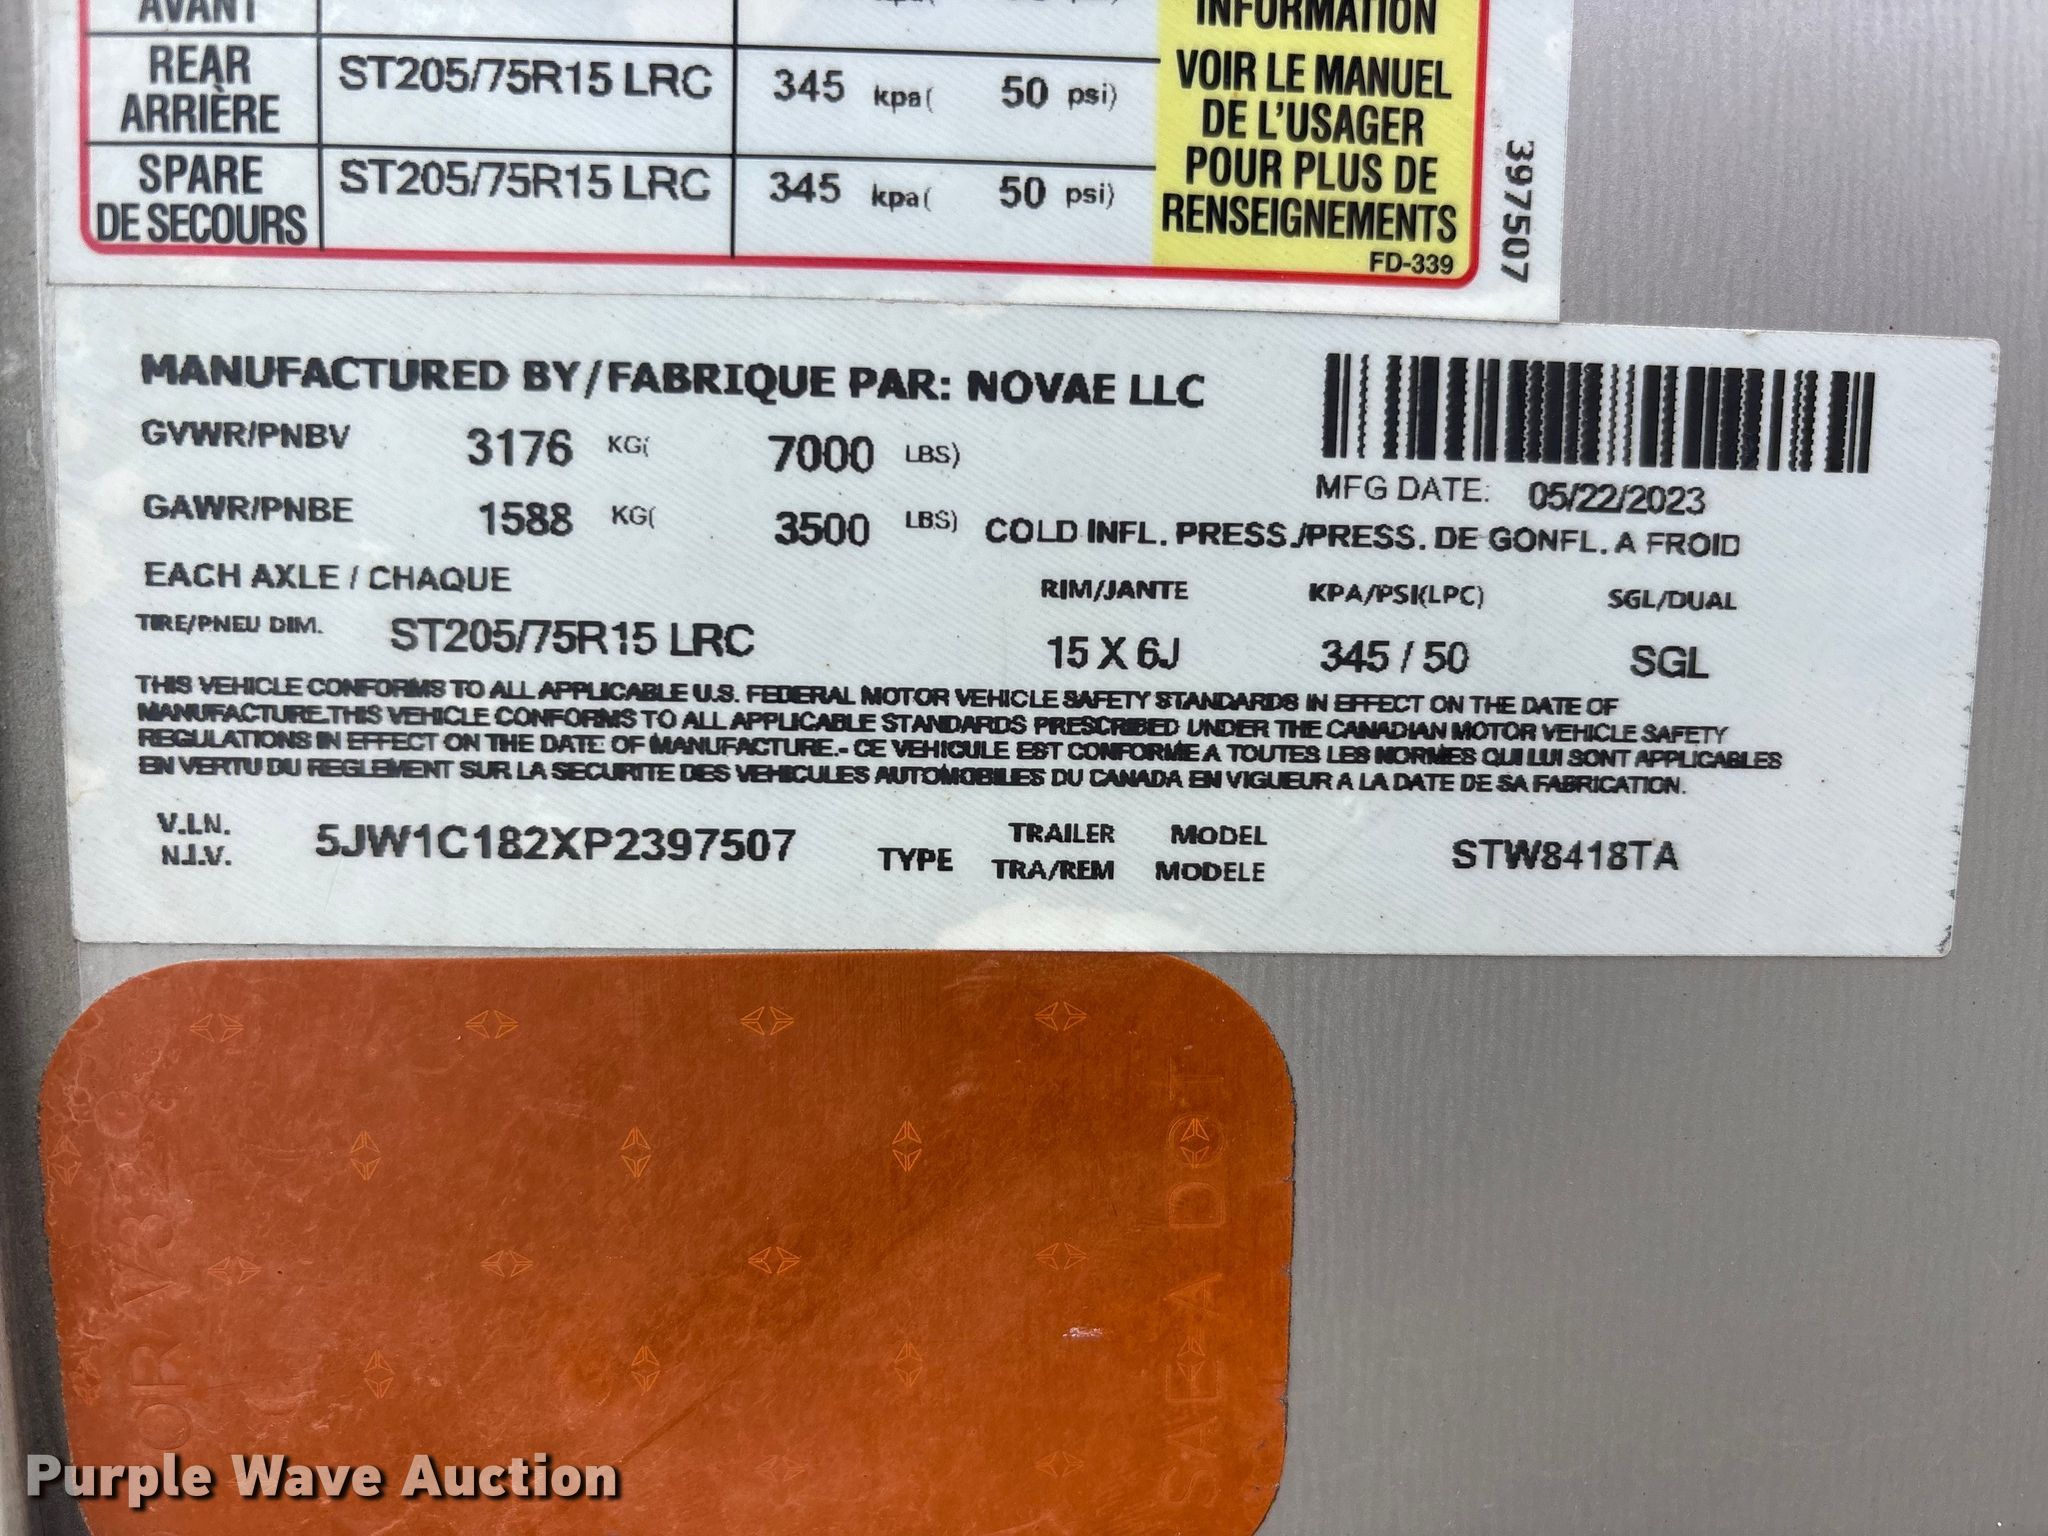 AVANT
REAR
ARRIÈRE
ST205/75R15 LRC
345 kpa( 50 psi)
SPARE
DE SECOURS
ST205/75R15 LRC
345 kpa( 50 psi)
INFORMATION
VOIR LE MANUEL
DE L'USAGER
POUR PLUS DE
RENSEIGNEMENTS
FD-339
397507
MANUFACTURED BY/FABRIQUE PAR: NOVAE LLC
GVWR/PNBV 3176 KG( 7000 LBS)
MFG DATE: 05/22/2023
GAWR/PNBE 1588 KG( 3500 LBS)
COLD INFL. PRESS./PRESS. DE GONFL. A FROID
EACH AXLE / CHAQUE
RIM/JANTE KPA/PSI(LPC) SGL/DUAL
TIRE/PNEU DIM. ST205/75R15 LRC 15 X 6J 345 / 50 SGL
THIS VEHICLE CONFORMS TO ALL APPLICABLE U.S. FEDERAL MOTOR VEHICLE SAFETY STANDARDS IN EFFECT ON THE DATE OF
MANUFACTURE.THIS VEHICLE CONFORMS TO ALL APPLICABLE STANDARDS PRESCRIBED UNDER THE CANADIAN MOTOR VEHICLE SAFETY
REGULATIONS IN EFFECT ON THE DATE OF MANUFACTURE.- CE VEHICULE EST CONFORME A TOUTES LES NORMES QUI LUI SONT APPLICABLES
EN VERTU DU REGLEMENT SUR LA SECURITE DES VEHICULES AUTOMOBILES DU CANADA EN VIGUEUR A LA DATE DE SA FABRICATION.
V.I.N.
N.I.V.
5JW1C182XP2397507
TYPE
TRAILER
TRA/REM
MODEL
MODELE
STW8418TA
SAE A DOT
Purple Wave Auction